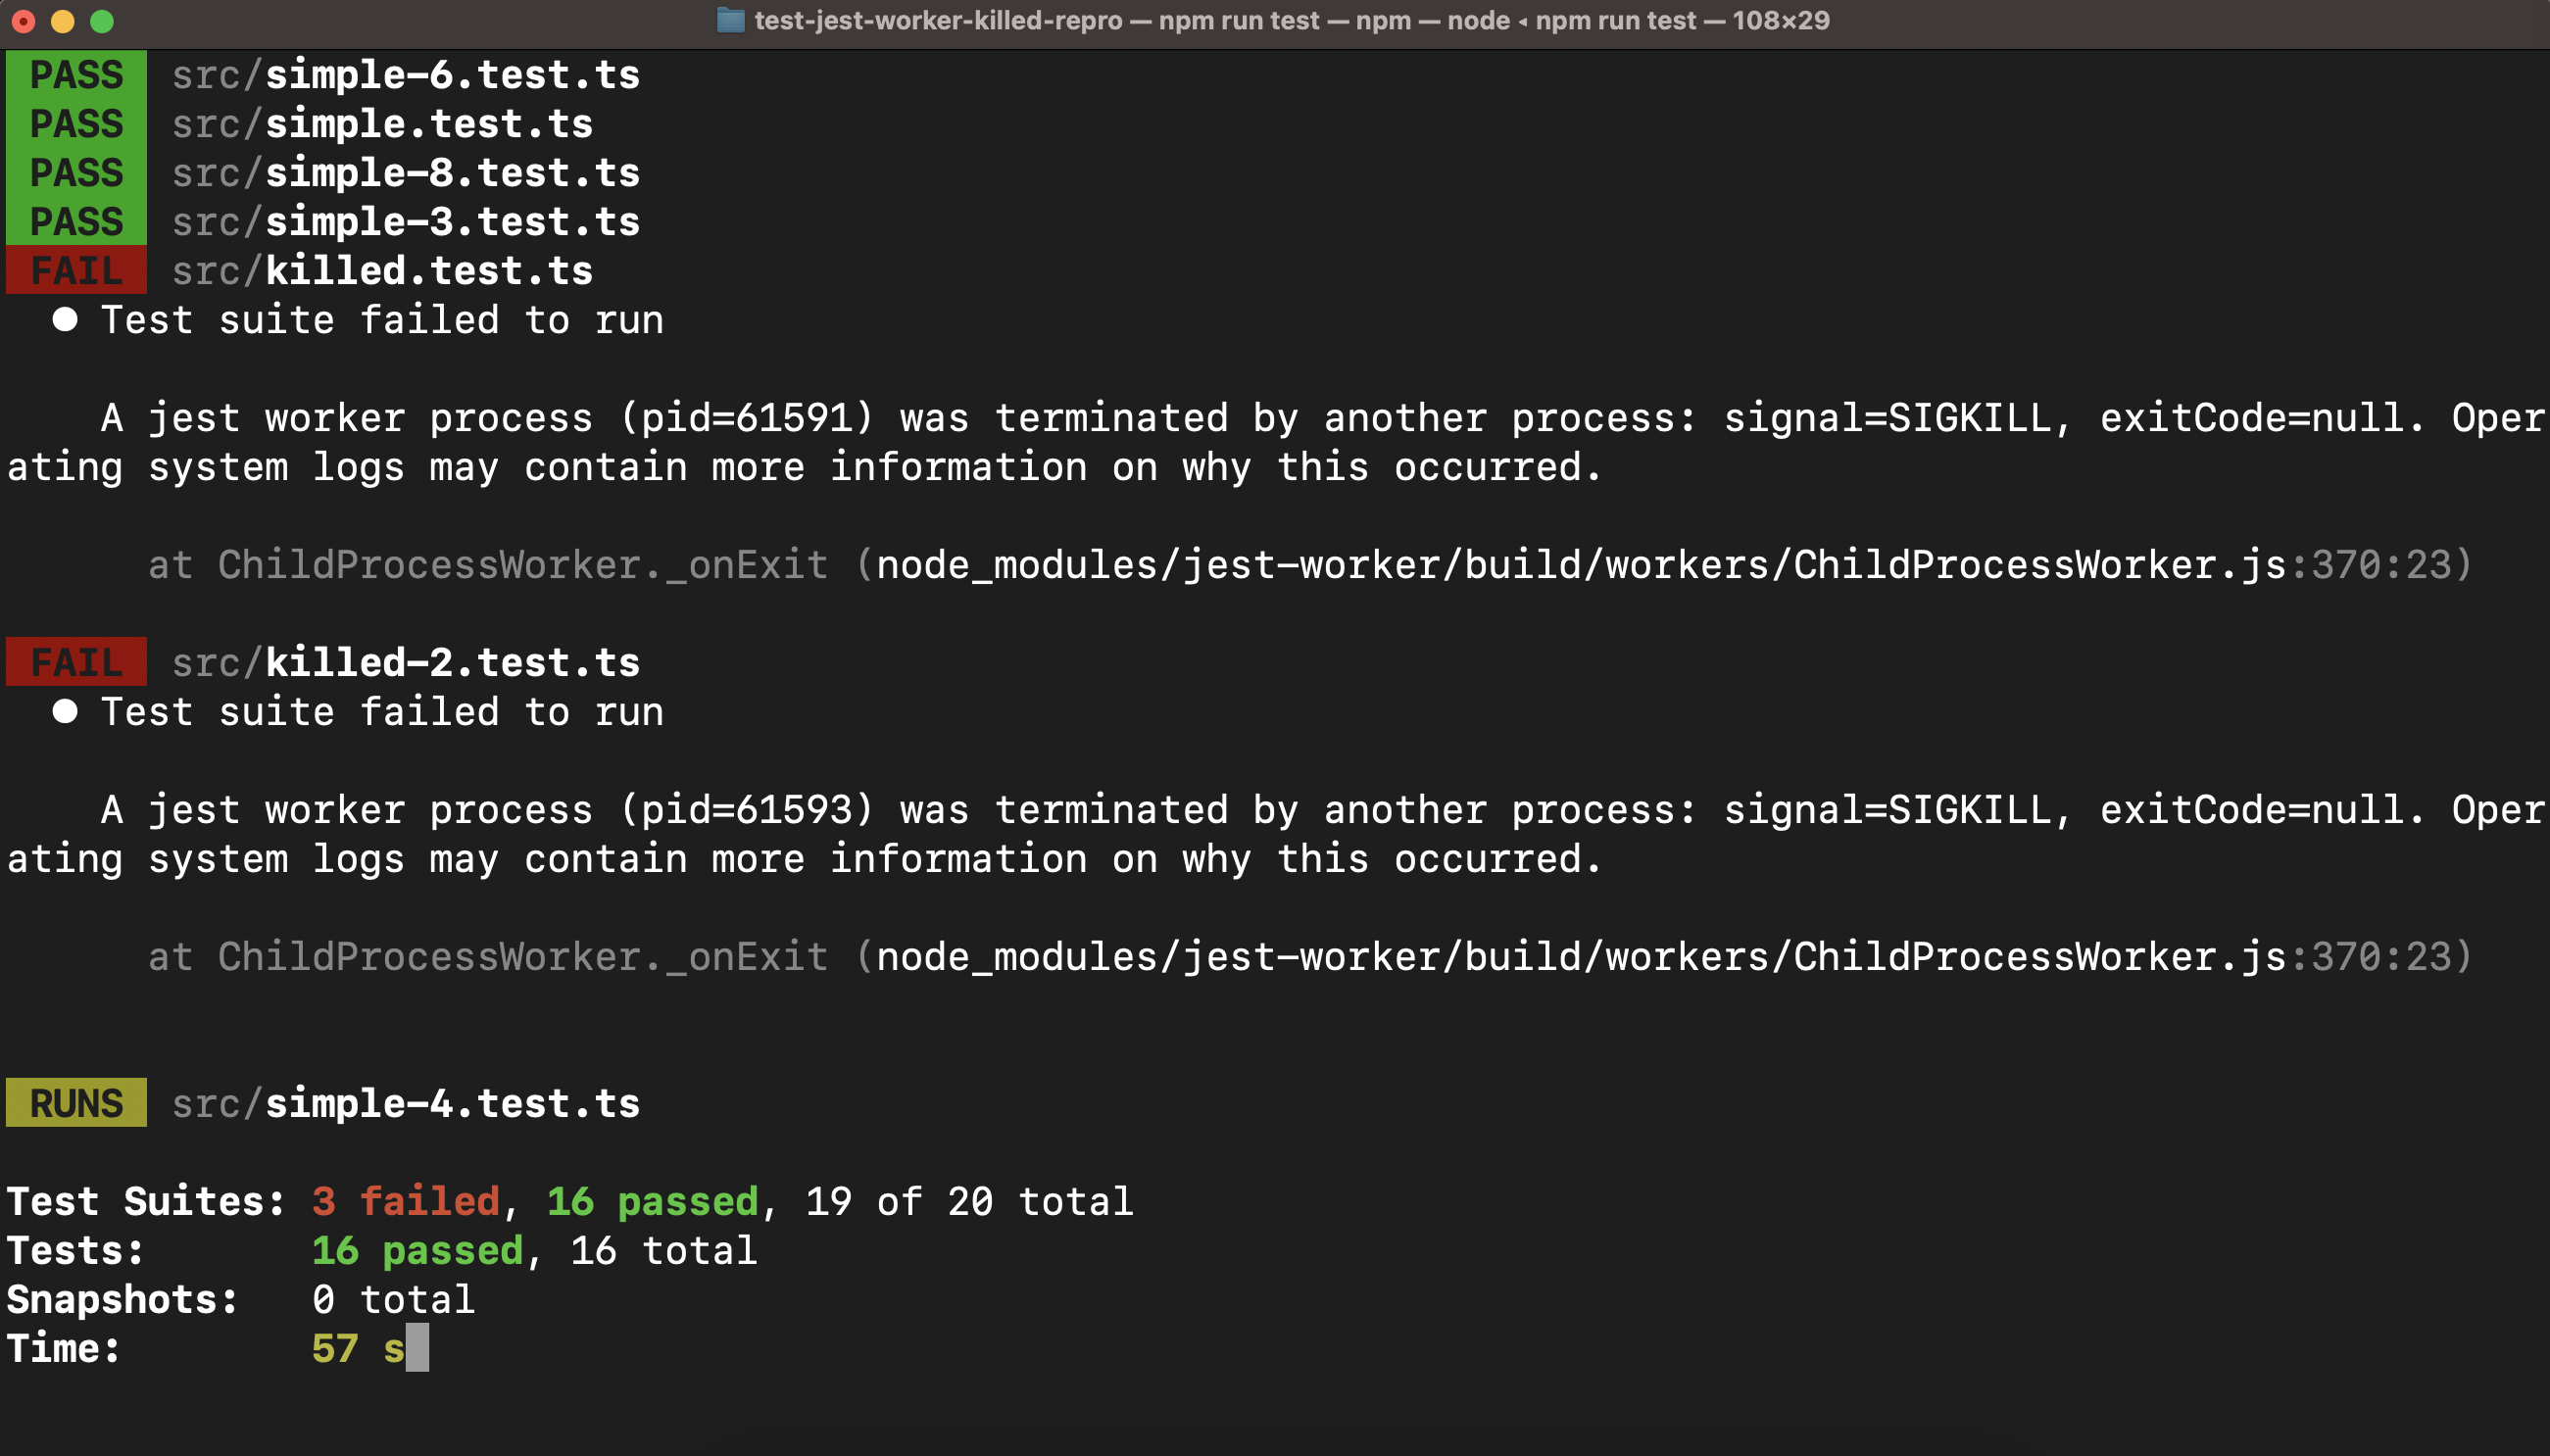 test-jest-worker-killed-repro — npm run test — npm — node ◂ npm run test — 108×29
PASS src/simple-6.test.ts
PASS src/simple.test.ts
PASS src/simple-8.test.ts
PASS src/simple-3.test.ts
FAIL src/killed.test.ts
● Test suite failed to run
A jest worker process (pid=61591) was terminated by another process: signal=SIGKILL, exitCode=null. Oper
ating system logs may contain more information on why this occurred.
at ChildProcessWorker._onExit (node_modules/jest-worker/build/workers/ChildProcessWorker.js:370:23)
FAIL src/killed-2.test.ts
● Test suite failed to run
A jest worker process (pid=61593) was terminated by another process: signal=SIGKILL, exitCode=null. Oper
ating system logs may contain more information on why this occurred.
at ChildProcessWorker._onExit (node_modules/jest-worker/build/workers/ChildProcessWorker.js:370:23)
RUNS src/simple-4.test.ts
Test Suites: 3 failed, 16 passed, 19 of 20 total
Tests: 16 passed, 16 total
Snapshots: 0 total
Time: 57 s